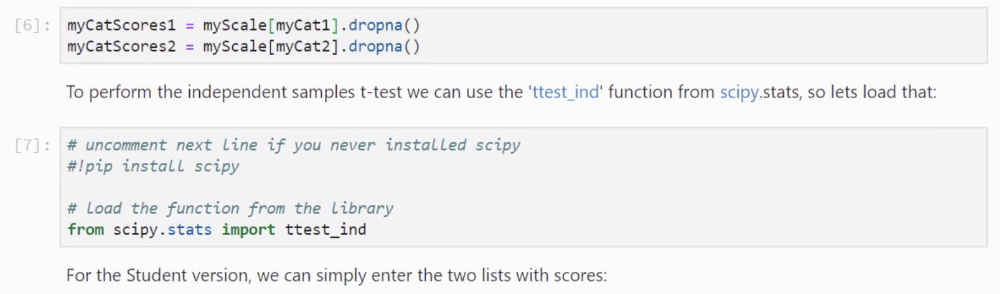 [6]: myCatScores1 = myScale[myCat1].dropna()
myCatScores2 = myScale[myCat2].dropna()
To perform the independent samples t-test we can use the 'ttest_ind' function from scipy.stats, so lets load that:
[7]: # uncomment next line if you never installed scipy
#!pip install scipy
# load the function from the library
from scipy.stats import ttest_ind
For the Student version, we can simply enter the two lists with scores: